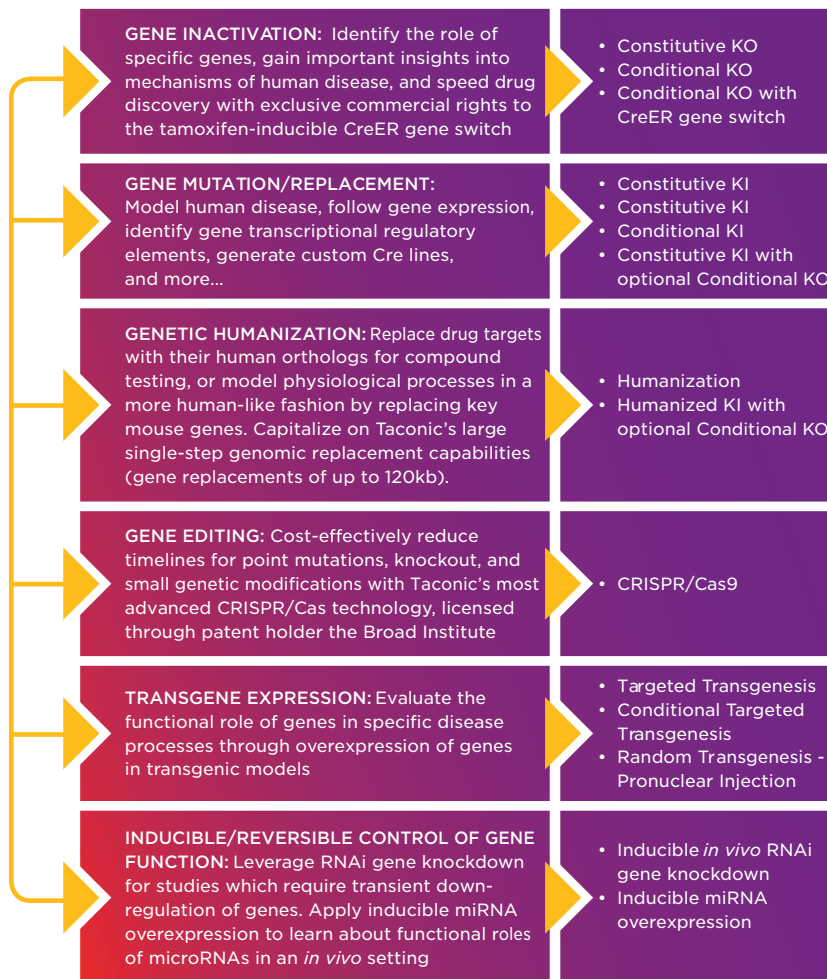 GENE INACTIVATION: Identify the role of
specific genes, gain important insights into
mechanisms of human disease, and speed drug
discovery with exclusive commercial rights to
the tamoxifen-inducible CreER gene switch
• Constitutive KO
• Conditional KO
• Conditional KO with
CreER gene switch
GENE MUTATION/REPLACEMENT:
Model human disease, follow gene expression,
identify gene transcriptional regulatory
elements, generate custom Cre lines,
and more...
• Constitutive KI
• Constitutive KI
• Conditional KI
• Constitutive KI with
optional Conditional KO
GENETIC HUMANIZATION: Replace drug targets
with their human orthologs for compound
testing, or model physiological processes in a
more human-like fashion by replacing key
mouse genes. Capitalize on Taconic's large
single-step genomic replacement capabilities
(gene replacements of up to 120kb).
• Humanization
• Humanized KI with
optional Conditional KO
GENE EDITING: Cost-effectively reduce
timelines for point mutations, knockout, and
small genetic modifications with Taconic's most
advanced CRISPR/Cas technology, licensed
through patent holder the Broad Institute
• CRISPR/Cas9
TRANSGENE EXPRESSION: Evaluate the
functional role of genes in specific disease
processes through overexpression of genes
in transgenic models
• Targeted Transgenesis
• Conditional Targeted
Transgenesis
• Random Transgenesis -
Pronuclear Injection
INDUCIBLE/REVERSIBLE CONTROL OF GENE
FUNCTION: Leverage RNAi gene knockdown
for studies which require transient down-
regulation of genes. Apply inducible miRNA
overexpression to learn about functional roles
of microRNAs in an in vivo setting
• Inducible in vivo RNAi
gene knockdown
• Inducible miRNA
overexpression